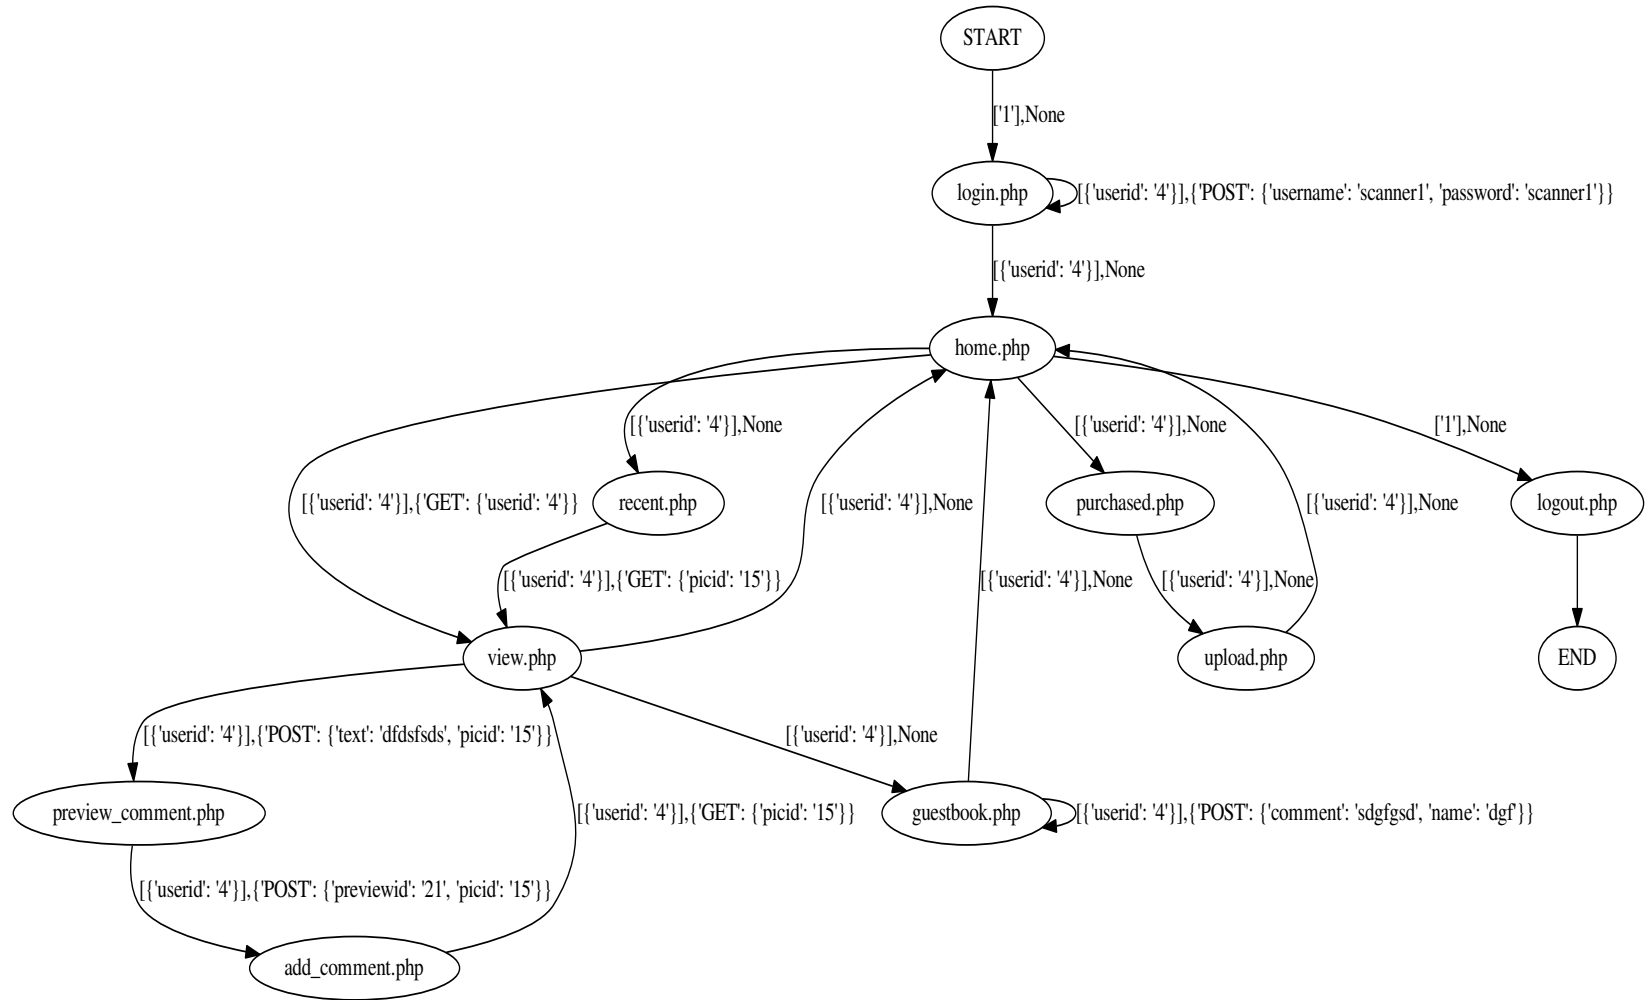 START
['1'],None
login.php
[{'userid': '4'}],{'POST': {'username': 'scanner1', 'password': 'scanner1'}}
[{'userid': '4'}],None
home.php
[{'userid': '4'}],None
[{'userid': '4'}],None
['1'],None
[{'userid': '4'}],{'GET': {'userid': '4'}}
recent.php
[{'userid': '4'}],None
purchased.php
[{'userid': '4'}],None
logout.php
[{'userid': '4'}],{'GET': {'picid': '15'}}
[{'userid': '4'}],None
[{'userid': '4'}],None
view.php
upload.php
END
[{'userid': '4'}],{'POST': {'text': 'dfdsfsds', 'picid': '15'}}
[{'userid': '4'}],None
preview_comment.php
[{'userid': '4'}],{'GET': {'picid': '15'}}
guestbook.php
[{'userid': '4'}],{'POST': {'comment': 'sdgfgsd', 'name': 'dgf'}}
[{'userid': '4'}],{'POST': {'previewid': '21', 'picid': '15'}}
add_comment.php